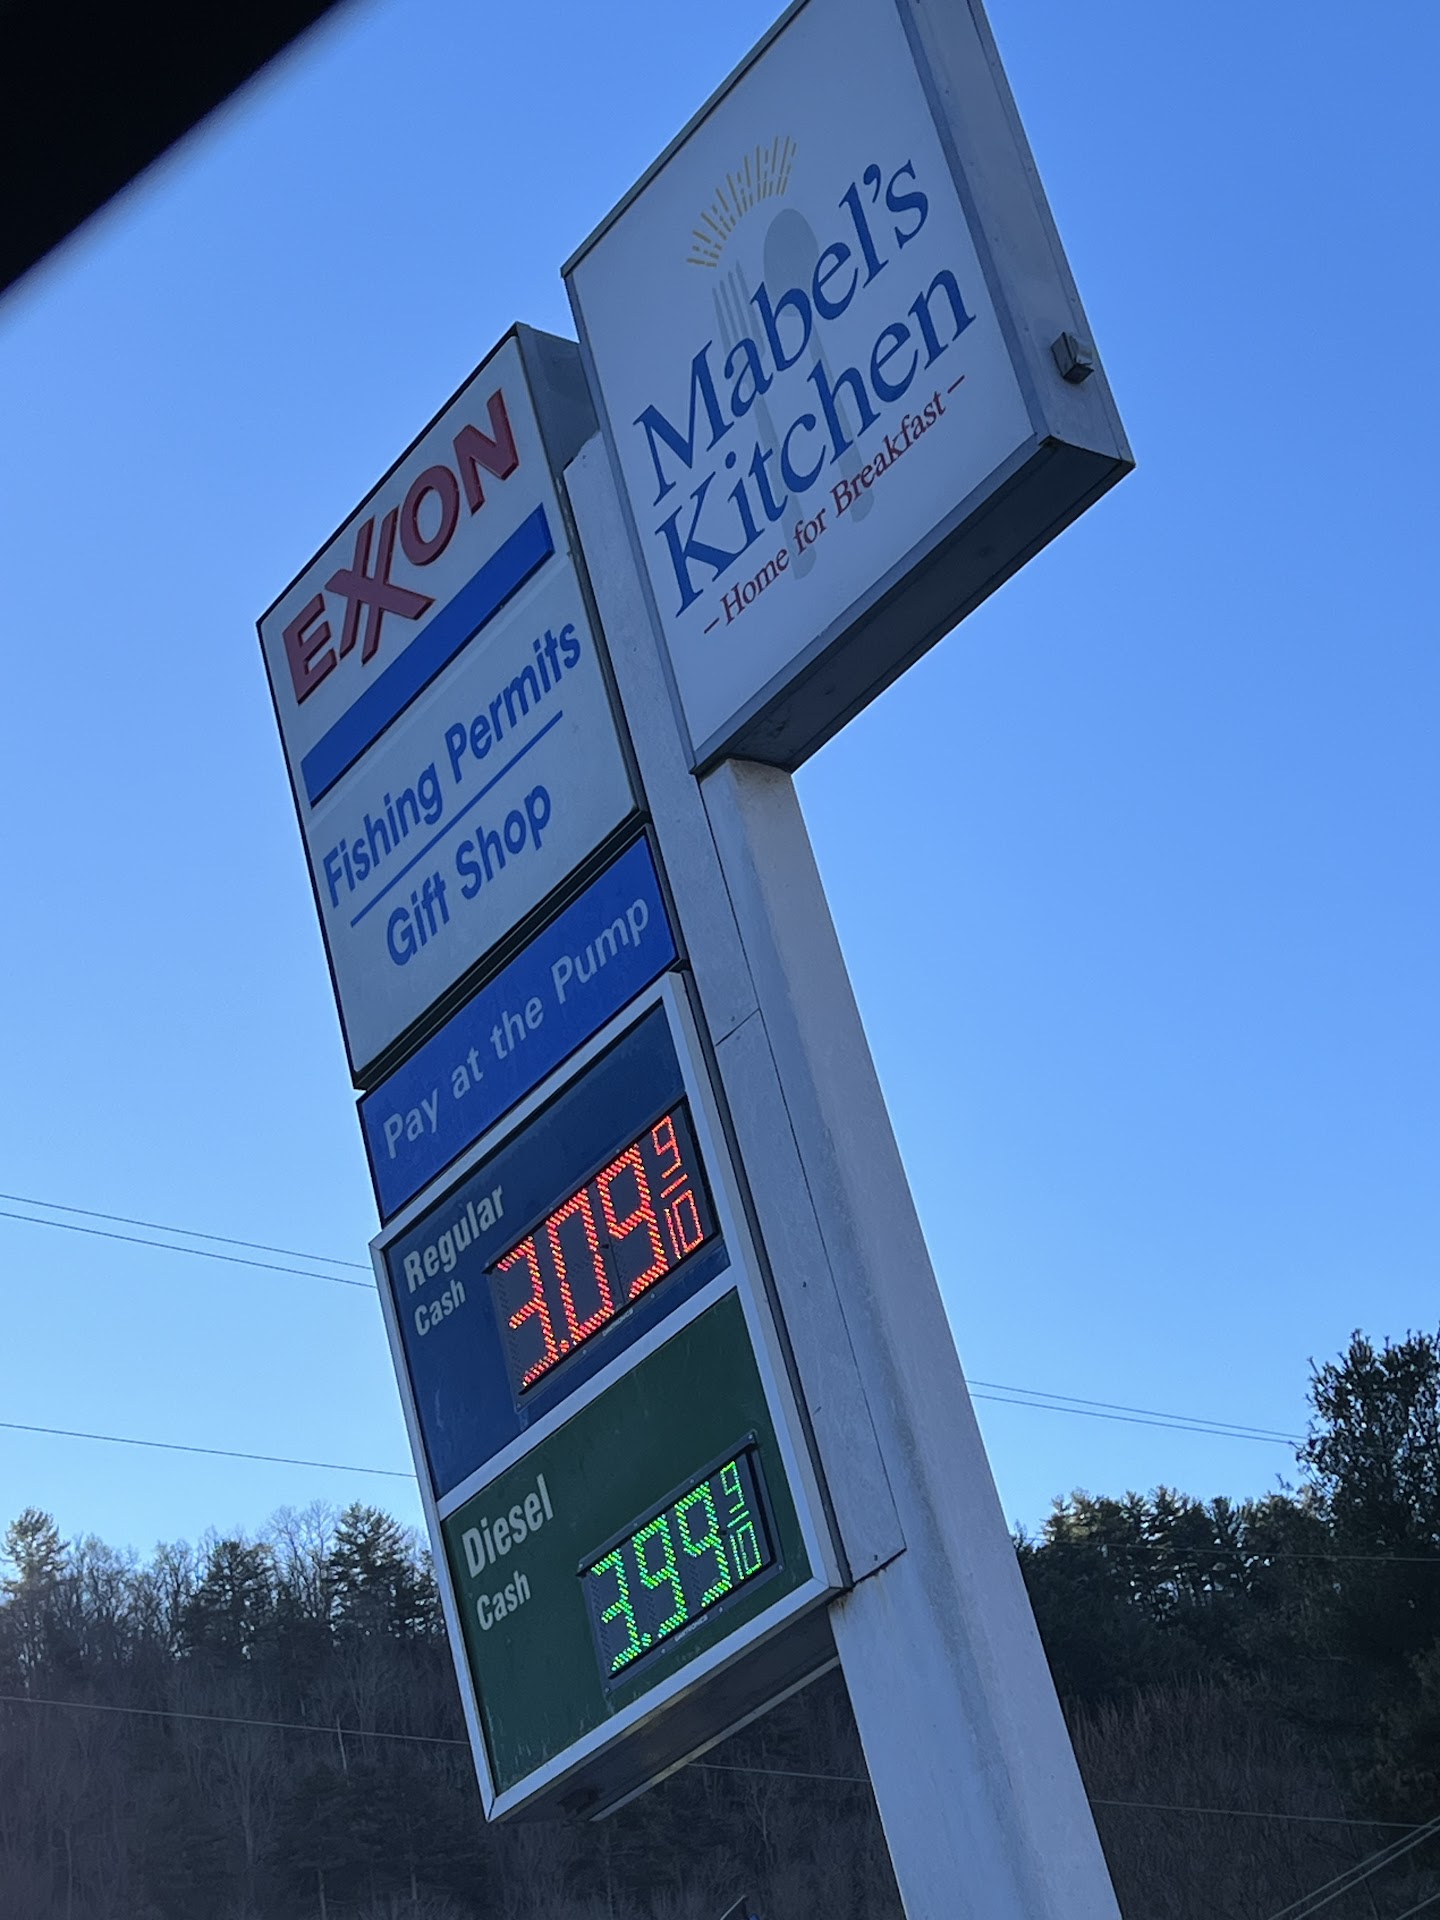 Mabel's
Kitchen
- Home for Breakfast -
EXXON
Fishing Permits
Gift Shop
Pay at the Pump
Regular
Cash
3.09 9/10
Diesel
Cash
3.99 9/10